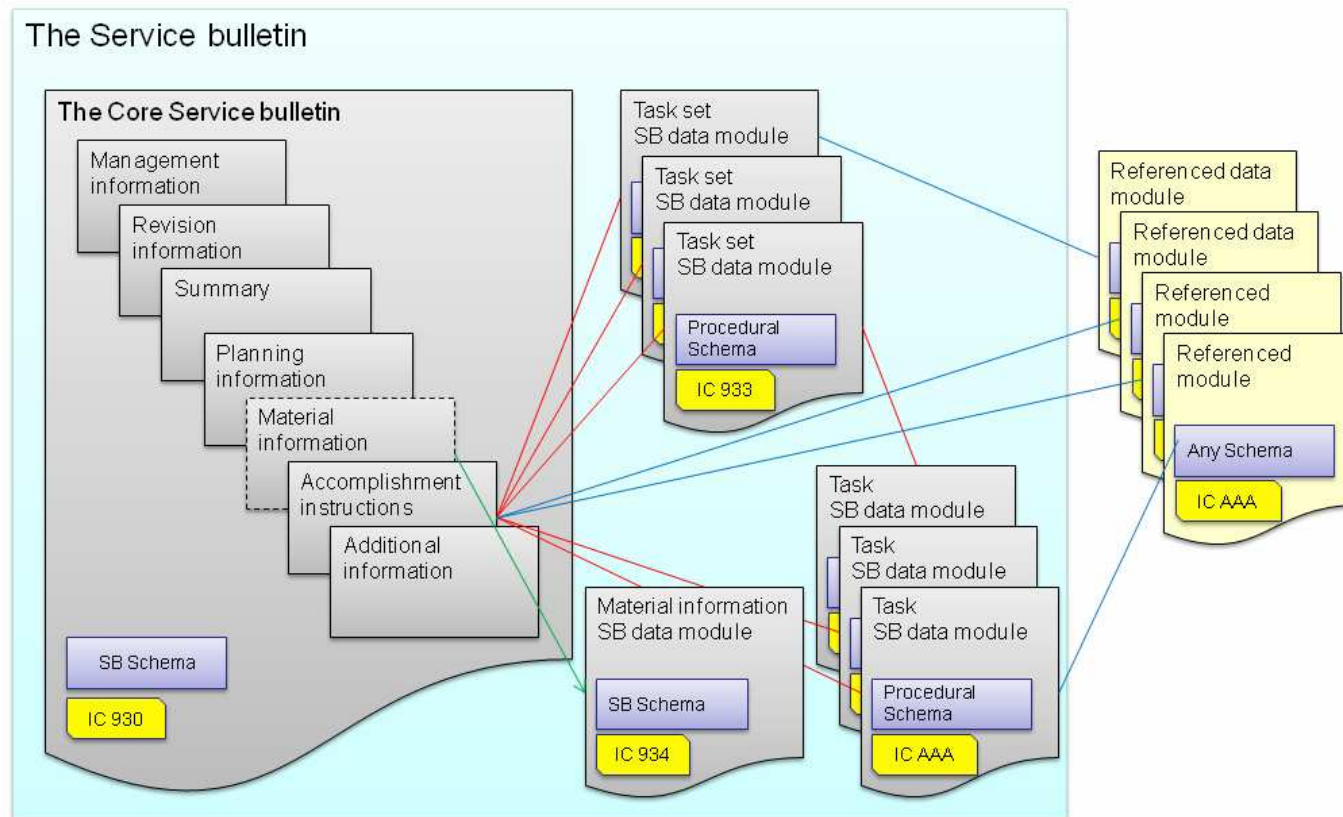 The Service bulletin
The Core Service bulletin
Management
information
Revision
information
Summary
Planning
information
Material
information
Accomplishment
instructions
Additional
information
SB Schema
IC 930
Task set
SB data module
Task set
SB data module
Task set
SB data module
Procedural
Schema
IC 933
Material information
SB data module
SB Schema
IC 934
Task
SB data module
Task
SB data module
Task
SB data module
Procedural
Schema
IC AAA
Referenced data
module
Referenced data
module
Referenced
module
Referenced
module
Any Schema
IC AAA